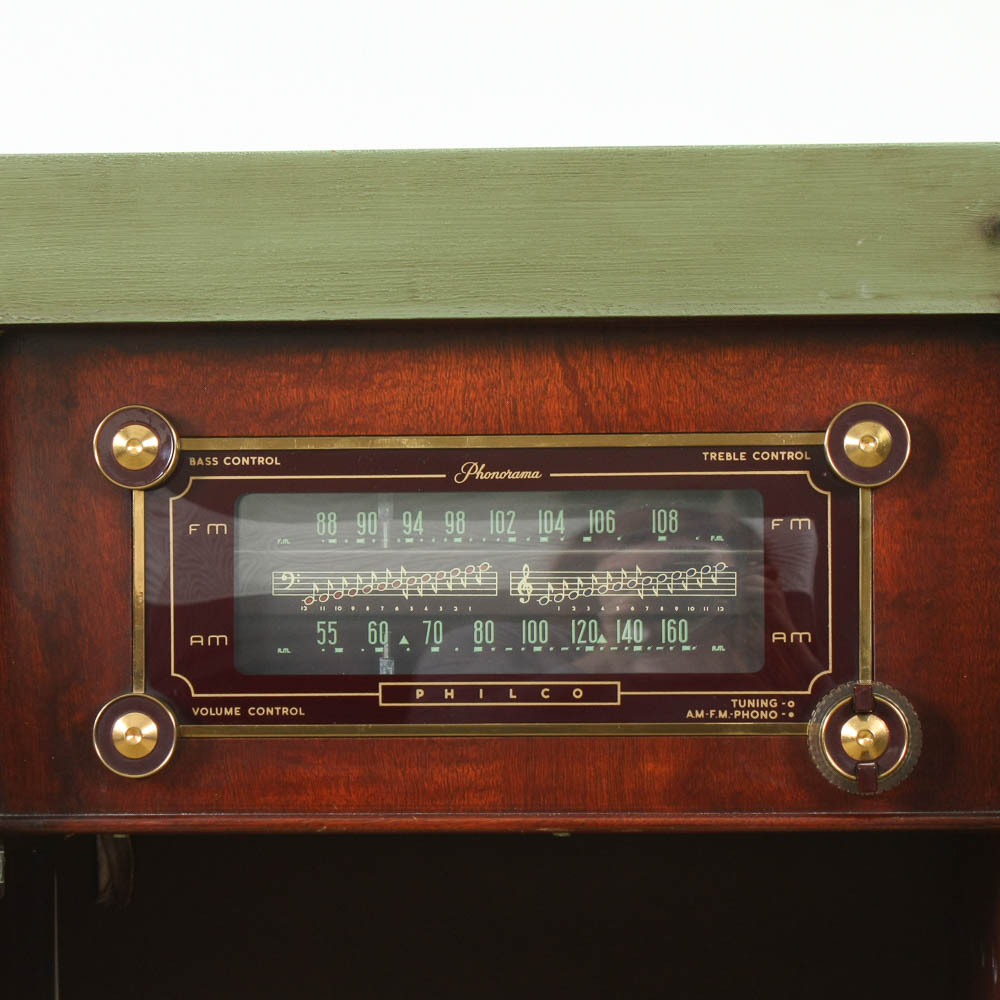 BASS CONTROL
TREBLE CONTROL
Phonorama
FM 88 90 94 98 102 104 106 108 FM
F.M. F.M.
12 11 10 9 8 7 6 5 4 3 2 1
1 2 3 4 5 6 7 8 9 10 11 12
AM 55 60 70 80 100 120 140 160 AM
A.M. A.M.
PHILCO
VOLUME CONTROL
TUNING -
A.M-F.M.-PHONO -